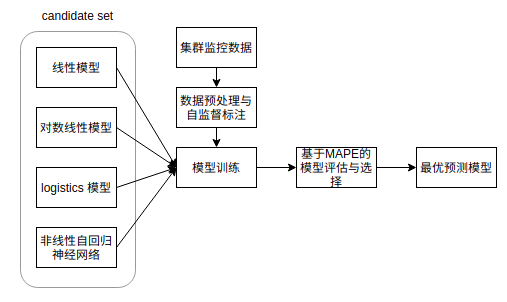 candidate set
线性模型
对数线性模型
logistics 模型
非线性自回归
神经网络
集群监控数据
数据预处理与
自监督标注
模型训练
基于MAPE的
模型评估与选
择
最优预测模型